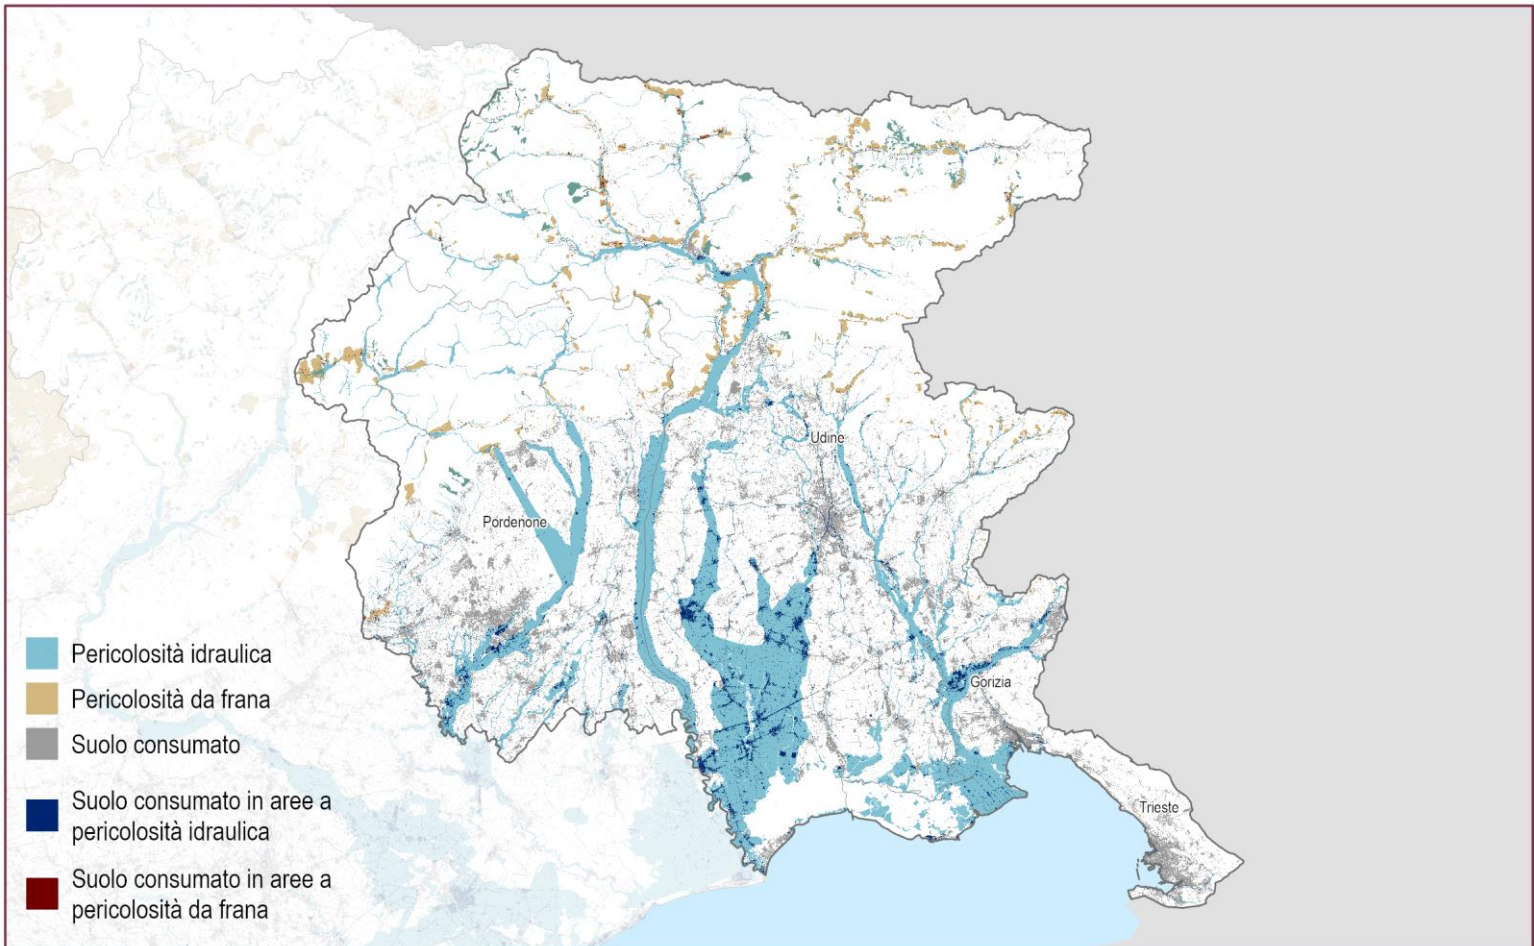 Udine
Pordenone
Gorizia
Trieste
Pericolosità idraulica
Pericolosità da frana
Suolo consumato
Suolo consumato in aree a
pericolosità idraulica
Suolo consumato in aree a
pericolosità da frana